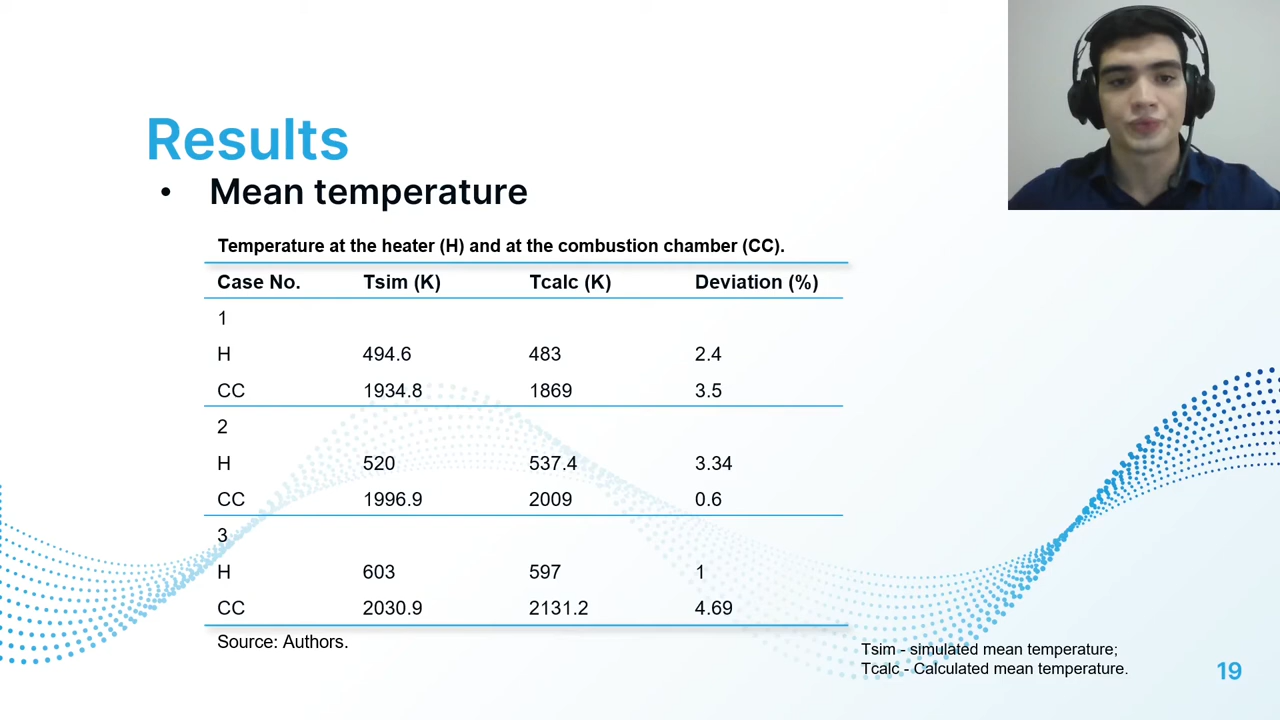 Results
• Mean temperature
Temperature at the heater (H) and at the combustion chamber (CC).
Case No. Tsim (K) Tcalc (K) Deviation (%)
1
H 494.6 483 2.4
CC 1934.8 1869 3.5
2
H 520 537.4 3.34
CC 1996.9 2009 0.6
3
H 603 597 1
CC 2030.9 2131.2 4.69
Source: Authors.
Tsim - simulated mean temperature;
Tcalc - Calculated mean temperature.
19